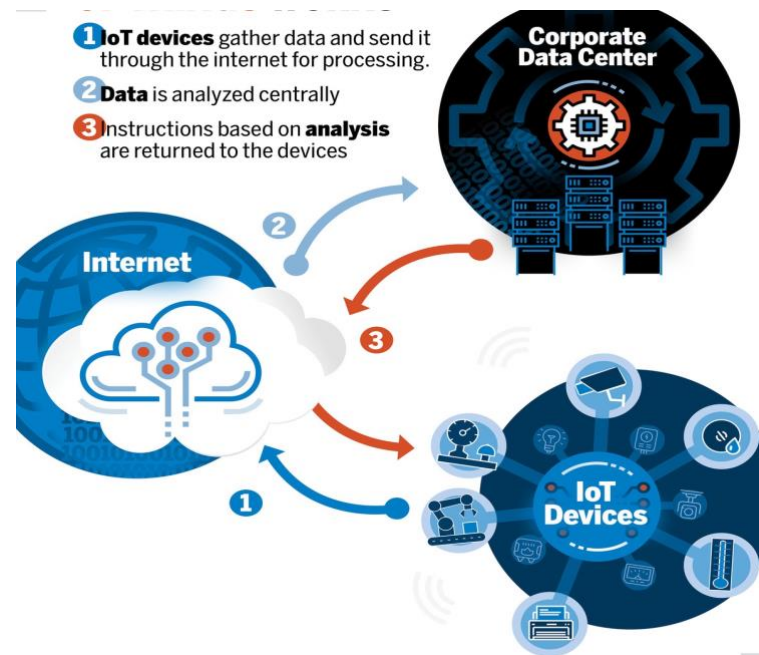 1 IoT devices gather data and send it
through the internet for processing.
2 Data is analyzed centrally
3 Instructions based on analysis
are returned to the devices
Corporate
Data Center
2
Internet
3
1
IoT
Devices